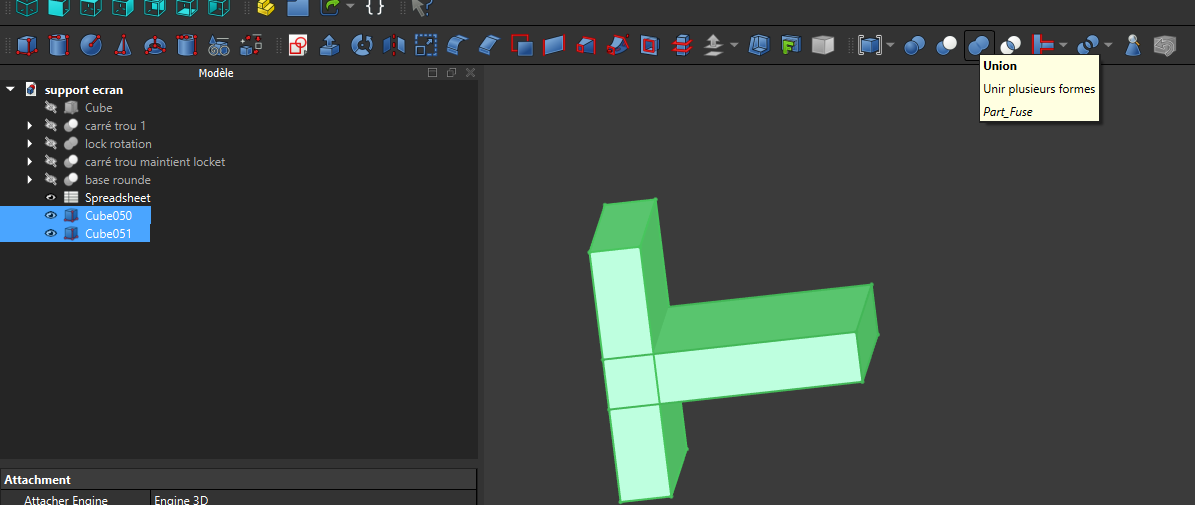 Union
Unir plusieurs formes
Part_Fuse
Modèle
support ecran
Cube
carré trou 1
lock rotation
carré trou maintient locket
base rounde
Spreadsheet
Cube050
Cube051
Attachment
Attacher Engine
Engine 3D